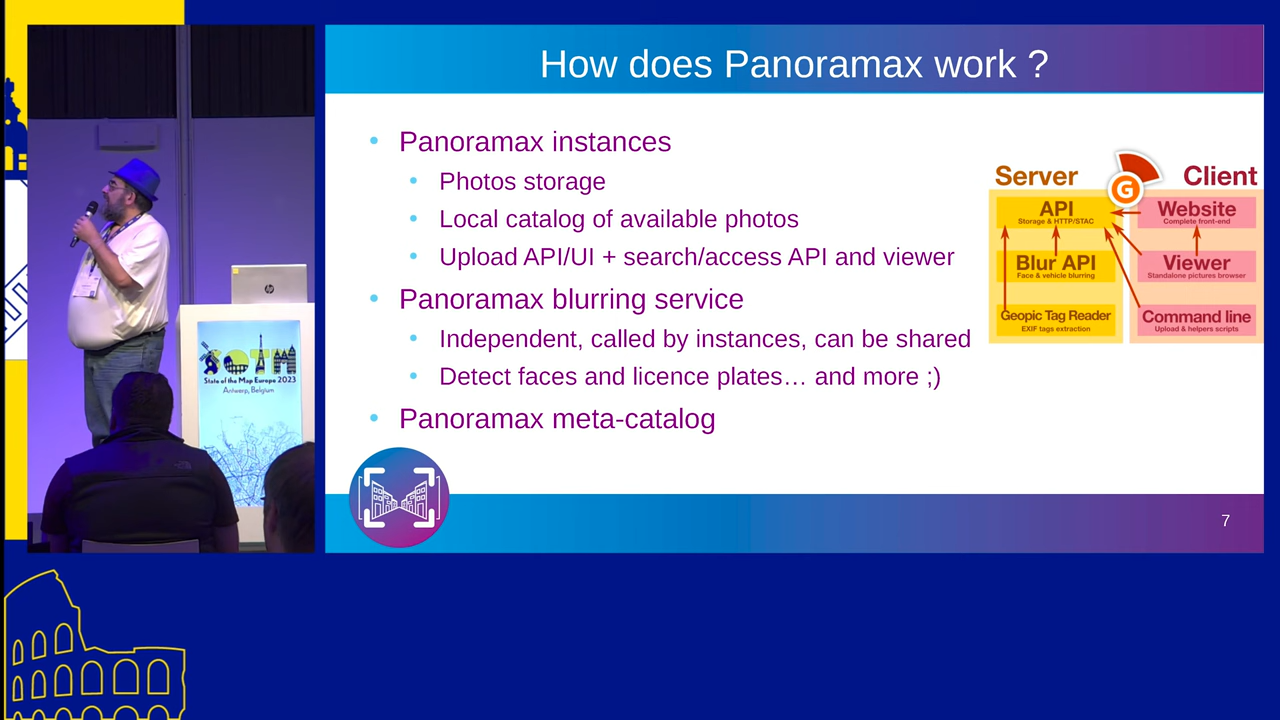 How does Panoramax work ?
• Panoramax instances
• Photos storage
• Local catalog of available photos
• Upload API/UI + search/access API and viewer
• Panoramax blurring service
• Independent, called by instances, can be shared
• Detect faces and licence plates… and more ;)
• Panoramax meta-catalog
Server
G
Client
API
Storage & HTTP/STAC
Website
Complete front-end
Blur API
Face & vehicle blurring
Viewer
Standalone pictures browser
Geopic Tag Reader
EXIF tags extraction
Command line
Upload & helpers scripts
7
hp
SOTM
State of the Map Europe 2023
Antwerp, Belgium